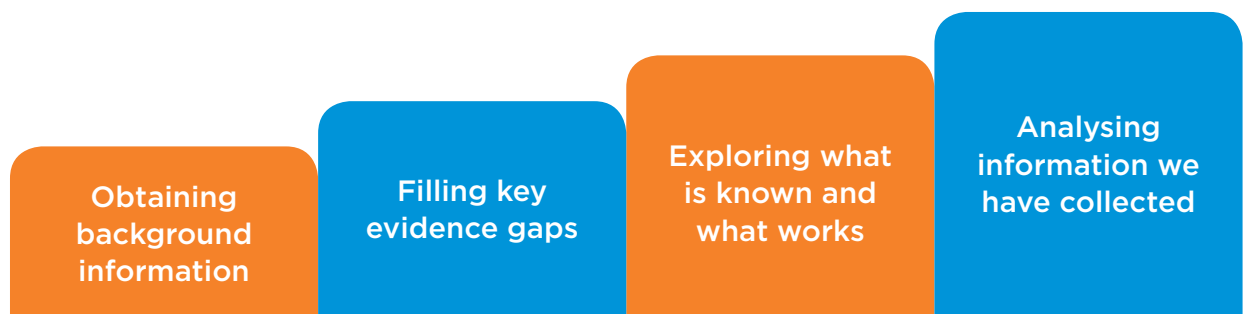 Obtaining
background
information
Filling key
evidence gaps
Exploring what
is known and
what works
Analysing
information we
have collected